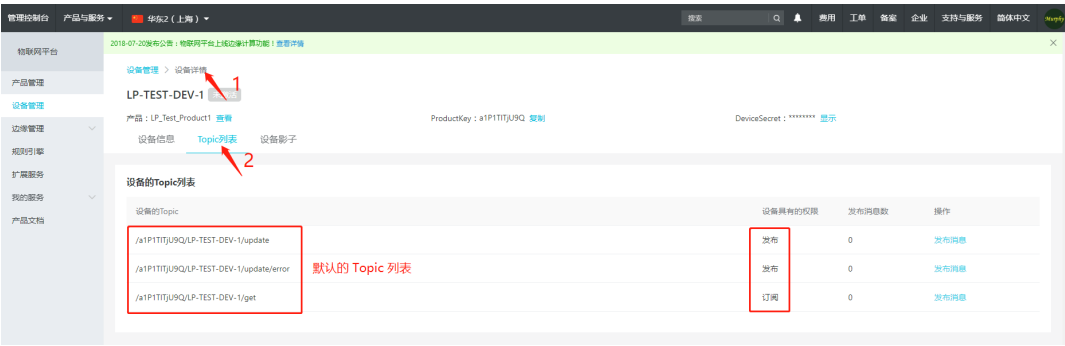 管理控制台 产品与服务 华东2（上海） 搜索 费用 工单 备案 企业 支持与服务 简体中文
物联网平台
2018-07-20发布公告：物联网平台上线边缘计算功能！查看详情
设备管理 > 设备详情
1
产品管理
LP-TEST-DEV-1
设备管理
产品：LP_Test_Product1 查看 ProductKey：a1P1TlTjU9Q 复制 DeviceSecret：******** 显示
边缘管理
设备信息 Topic列表 设备影子
规则引擎
2
扩展服务
设备的Topic列表
我的服务
设备的Topic 设备具有的权限 发布消息数 操作
产品文档
/a1P1TlTjU9Q/LP-TEST-DEV-1/update 发布 0 发布消息
/a1P1TlTjU9Q/LP-TEST-DEV-1/update/error 默认的 Topic 列表 发布 0 发布消息
/a1P1TlTjU9Q/LP-TEST-DEV-1/get 订阅 0 发布消息